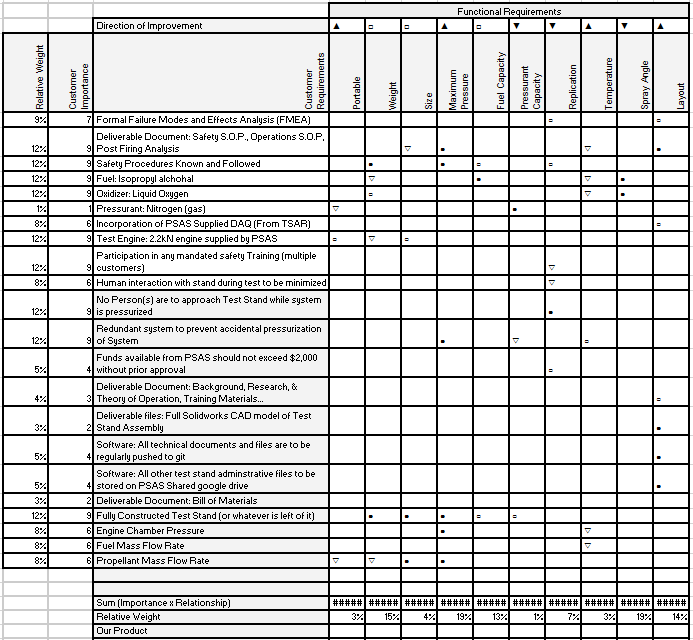 Functional Requirements
Direction of Improvement ▲ □ □ ▲ □ ▼ ▼ ▲ ▼ ▲
Relative Weight
Customer Importance
Customer Requirements
Portable
Weight
Size
Maximum Pressure
Fuel Capacity
Pressurant Capacity
Replication
Temperature
Spray Angle
Layout
9% 7 Formal Failure Modes and Effects Analysis (FMEA) □ □
Deliverable Document: Safety S.O.P., Operations S.O.P,
12% 9 Post Firing Analysis ▽ • ▽ •
12% 9 Safety Procedures Known and Followed • • □ □
12% 9 Fuel: Isopropyl alchohal ▽ • ▽ •
12% 9 Oxidizer: Liquid Oxygen □ ▽ •
1% 1 Pressurant: Nitrogen (gas) ▽ •
8% 6 Incorporation of PSAS Supplied DAQ (From TSAR) □
12% 9 Test Engine: 2.2kN engine supplied by PSAS □ ▽ □
Participation in any mandated safety Training (multiple
12% 9 customers) ▽
8% 6 Human interaction with stand during test to be minimized ▽
No Person(s) are to approach Test Stand while system
12% 9 is pressurized •
Redundant system to prevent accidental pressurization
12% 9 of System • ▽ □
Funds available from PSAS should not exceed $2,000
5% 4 without prior approval □
Deliverable Document: Background, Research, &
4% 3 Theory of Operation, Training Materials... □
Deliverable files: Full Solidworks CAD model of Test
3% 2 Stand Assembly •
Software: All technical documents and files are to be
5% 4 regularly pushed to git •
Software: All other test stand adminstrative files to be
5% 4 stored on PSAS Shared google drive •
3% 2 Deliverable Document: Bill of Materials
12% 9 Fully Constructed Test Stand (or whatever is left of it) • • • □ □
8% 6 Engine Chamber Pressure • ▽
8% 6 Fuel Mass Flow Rate ▽
8% 6 Propellant Mass Flow Rate ▽ ▽ • •
Sum (Importance x Relationship) ##### ##### ##### ##### ##### ##### ##### ##### ##### #####
Relative Weight 3% 15% 4% 19% 13% 1% 7% 3% 19% 14%
Our Product